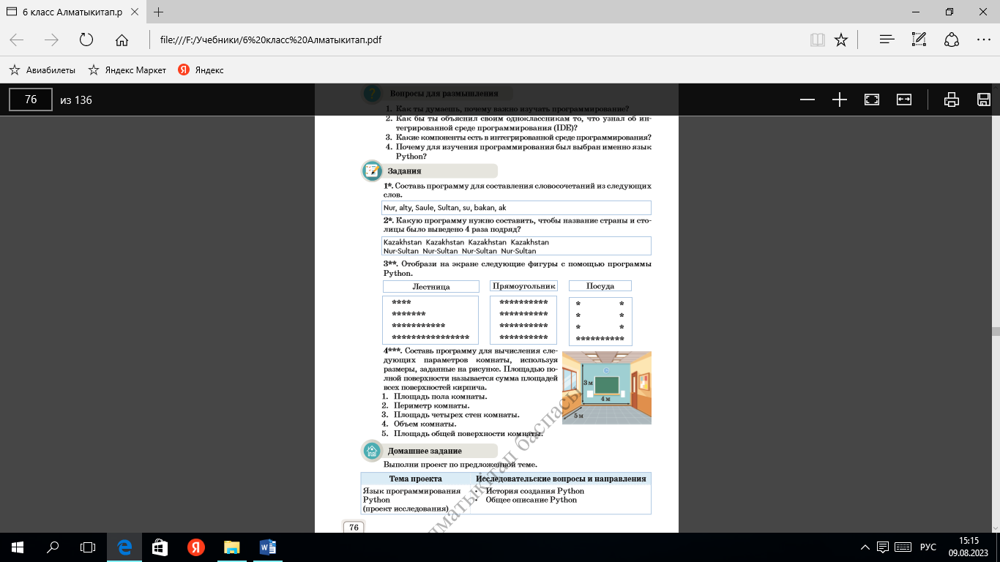 6 класс Алматыкитап.p
file:///F:/Учебники/6%20класс%20Алматыкитап.pdf
Авиабилеты
Яндекс Маркет
Я Яндекс
76 из 136
? Вопросы для размышления
1. Как ты думаешь, почему важно изучать программирование?
2. Как бы ты объяснил своим одноклассникам то, что узнал об ин-
тегрированной среде программирования (IDE)?
3. Какие компоненты есть в интегрированной среде программирования?
4. Почему для изучения программирования был выбран именно язык
Python?
Задания
1*. Составь программу для составления словосочетаний из следующих
слов.
Nur, alty, Saule, Sultan, su, bakan, ak
2*. Какую программу нужно составить, чтобы название страны и сто-
лицы было выведено 4 раза подряд?
Kazakhstan Kazakhstan Kazakhstan Kazakhstan
Nur-Sultan Nur-Sultan Nur-Sultan Nur-Sultan
3**. Отобрази на экране следующие фигуры с помощью программы
Python.
Лестница
****
*******
***********
****************
Прямоугольник
**********
**********
**********
**********
Посуда
* *
* *
* *
**********
4***. Составь программу для вычисления сле-
дующих параметров комнаты, используя
размеры, заданные на рисунке. Площадью по-
лной поверхности называется сумма площадей
всех поверхностей кирпича.
1. Площадь пола комнаты.
2. Периметр комнаты.
3. Площадь четырех стен комнаты.
4. Объем комнаты.
5. Площадь общей поверхности комнаты.
3 м
4 м
5 м
Домашнее задание
Выполни проект по предложенной теме.
Тема проекта
Исследовательские вопросы и направления
Язык программирования
Python
(проект исследования)
• История создания Python
• Общее описание Python
76
лматыкітап баспасы
Я
РУС
15:15
09.08.2023